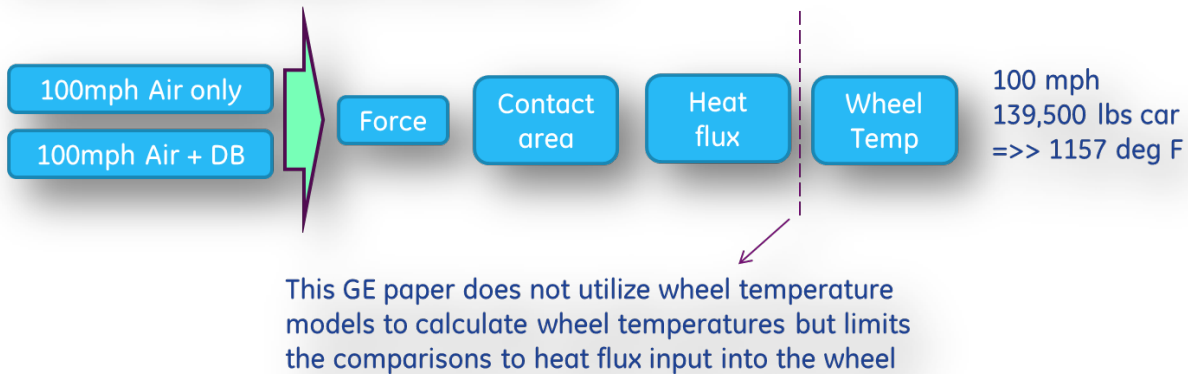 100mph Air only
100mph Air + DB
Force
Contact
area
Heat
flux
Wheel
Temp
100 mph
139,500 lbs car
=>> 1157 deg F
This GE paper does not utilize wheel temperature
models to calculate wheel temperatures but limits
the comparisons to heat flux input into the wheel